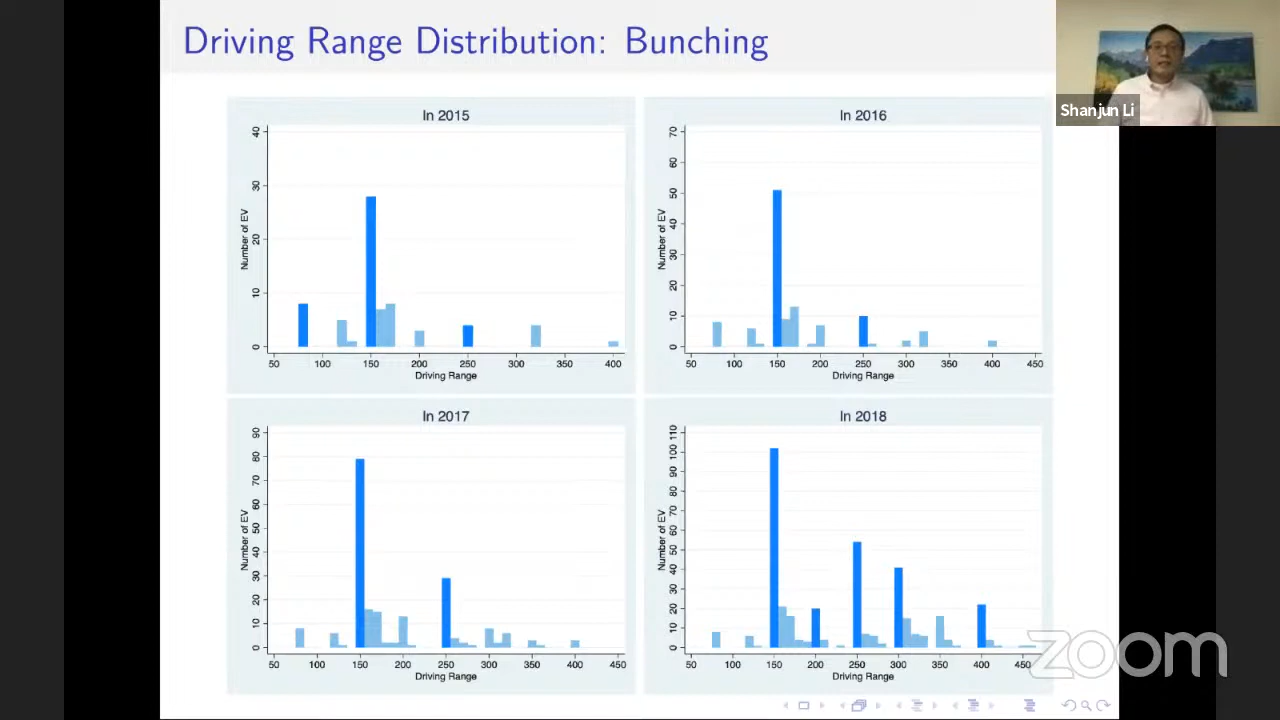 Driving Range Distribution: Bunching
Shanjun Li
In 2015
Number of EV
0 10 20 30 40
50 100 150 200 250 300 350 400
Driving Range
In 2016
Number of EV
0 10 20 30 40 50 60 70
50 100 150 200 250 300 350 400 450
Driving Range
In 2017
Number of EV
0 10 20 30 40 50 60 70 80 90
50 100 150 200 250 300 350 400 450
Driving Range
In 2018
Number of EV
0 10 20 30 40 50 60 70 80 90 100 110
50 100 150 200 250 300 350 400 450
Driving Range
zoom